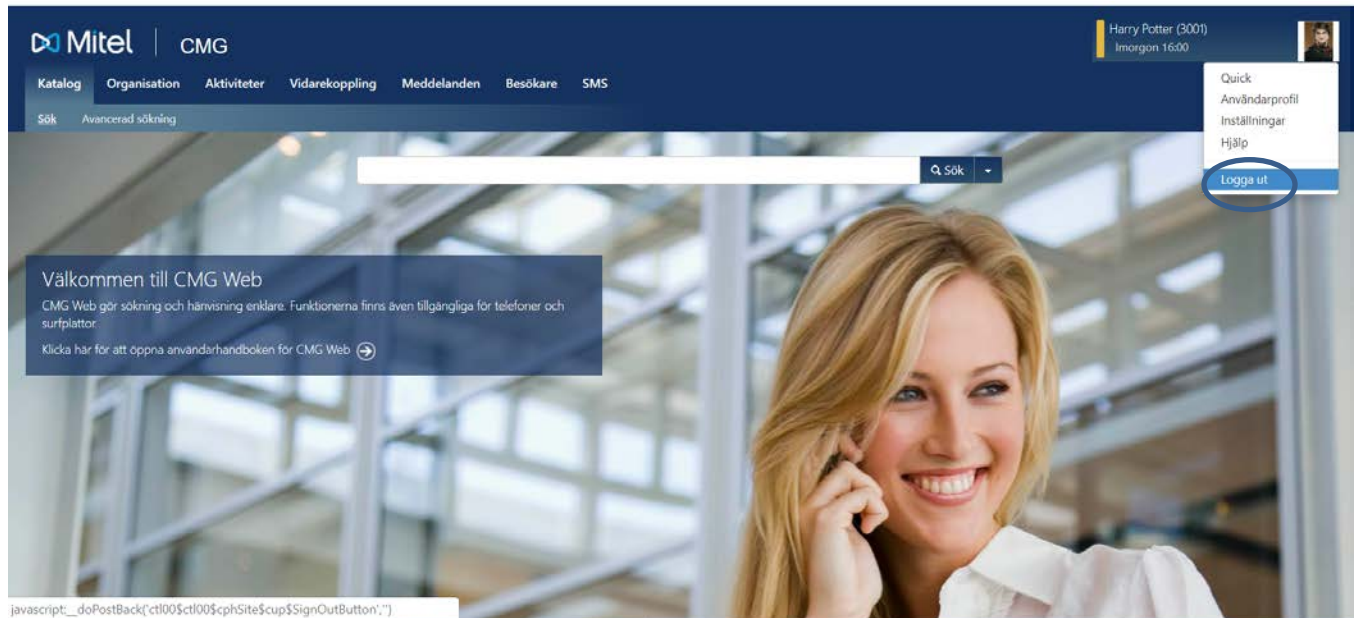 Mitel | CMG
Harry Potter (3001)
Imorgon 16:00
Katalog Organisation Aktiviteter Vidarekoppling Meddelanden Besökare SMS
Sök Avancerad sökning
Quick
Användarprofil
Inställningar
Hjälp
Logga ut
Sök
Välkommen till CMG Web
CMG Web gör sökning och hänvisning enklare. Funktionerna finns även tillgängliga för telefoner och
surfplattor.
Klicka här för att öppna användarhandboken för CMG Web
javascript:__doPostBack('ctl00$ctl00$cphSite$cup$SignOutButton','')